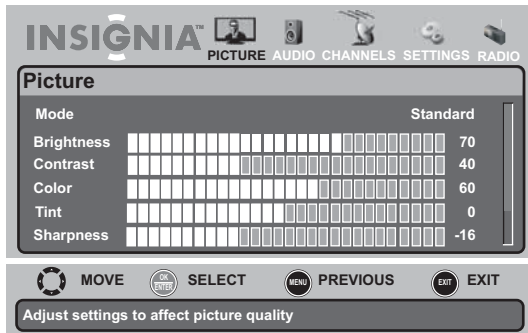 INSIGNIA™
PICTURE AUDIO CHANNELS SETTINGS RADIO
Picture
Mode Standard
Brightness 70
Contrast 40
Color 60
Tint 0
Sharpness -16
MOVE OK ENTER SELECT MENU PREVIOUS EXIT EXIT
Adjust settings to affect picture quality